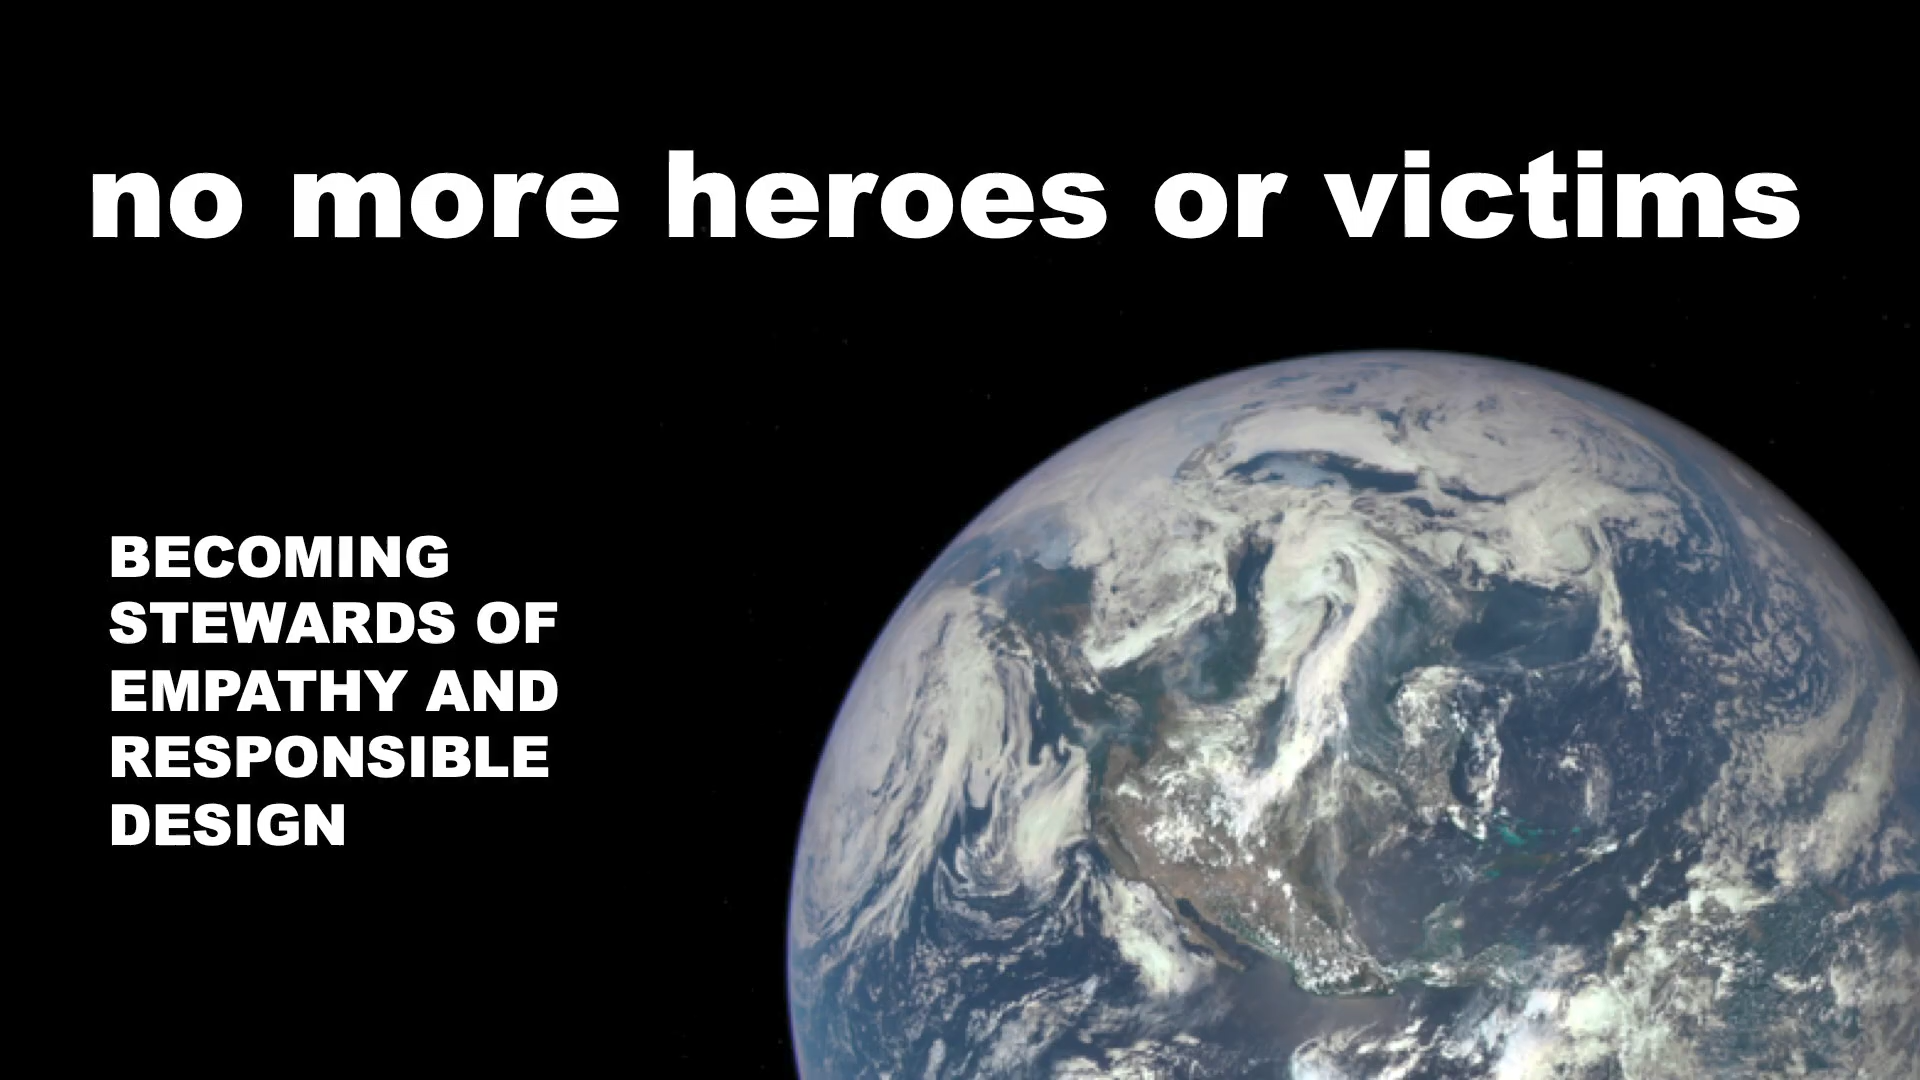 no more heroes or victims
BECOMING
STEWARDS OF
EMPATHY AND
RESPONSIBLE
DESIGN